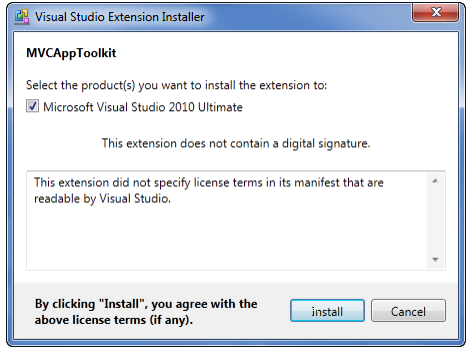 Visual Studio Extension Installer
MVCAppToolkit
Select the product(s) you want to install the extension to:
Microsoft Visual Studio 2010 Ultimate
This extension does not contain a digital signature.
This extension did not specify license terms in its manifest that are
readable by Visual Studio.
By clicking "Install", you agree with the
above license terms (if any).
Install
Cancel